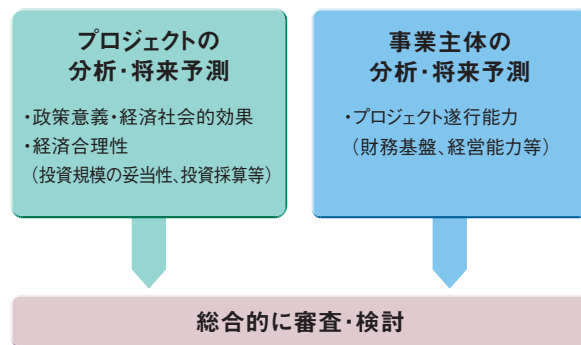 プロジェクトの
分析・将来予測
・政策意義・経済社会的効果
・経済合理性
（投資規模の妥当性、投資採算等）
事業主体の
分析・将来予測
・プロジェクト遂行能力
（財務基盤、経営能力等）
総合的に審査・検討